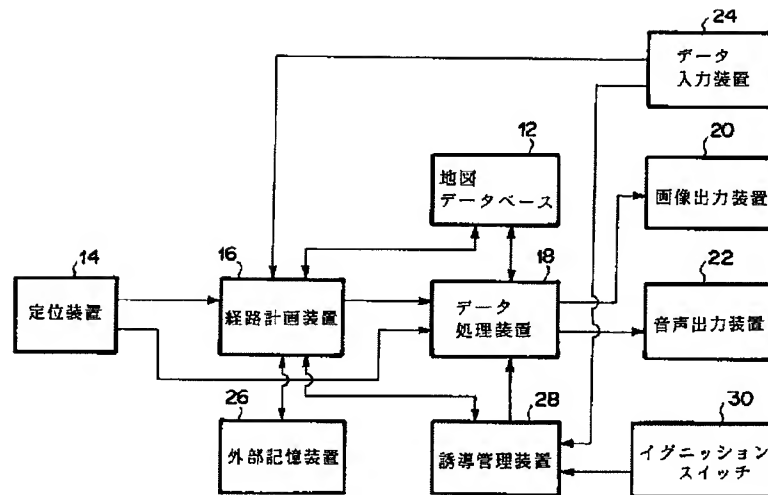 24
データ
入力装置
12
地図
データベース
20
画像出力装置
14
定位装置
16
経路計画装置
18
データ
処理装置
22
音声出力装置
26
外部記憶装置
28
誘導管理装置
30
イグニッション
スイッチ